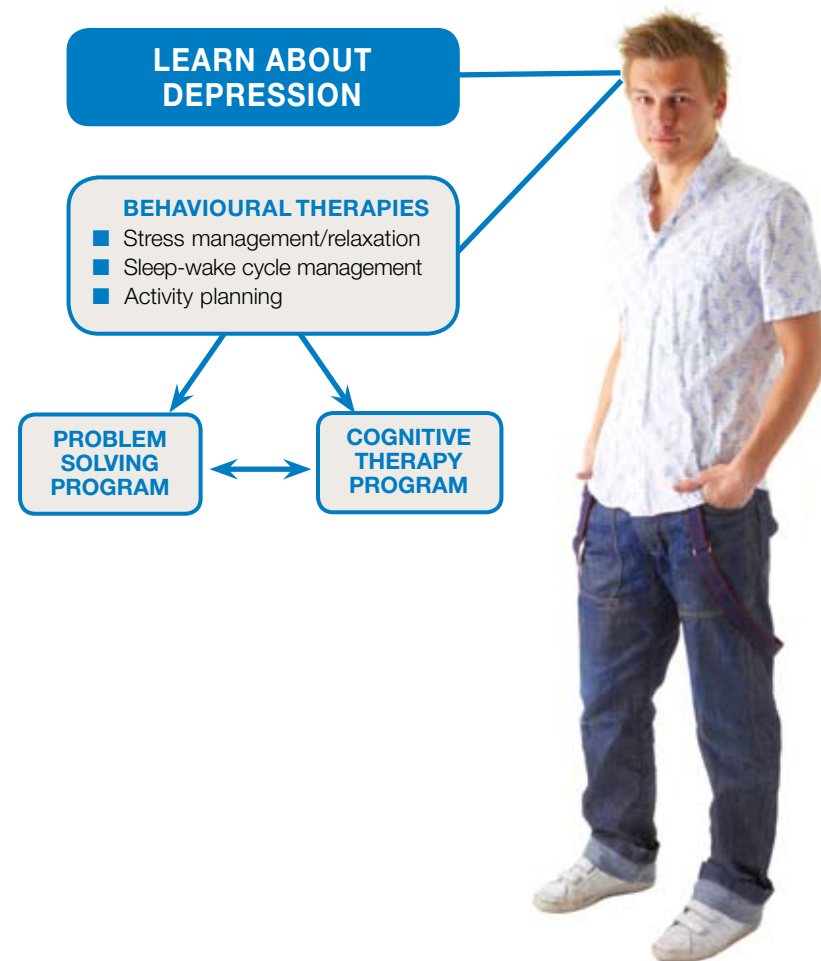 LEARN ABOUT
DEPRESSION
BEHAVIOURAL THERAPIES
Stress management/relaxation
Sleep-wake cycle management
Activity planning
PROBLEM
SOLVING
PROGRAM
COGNITIVE
THERAPY
PROGRAM